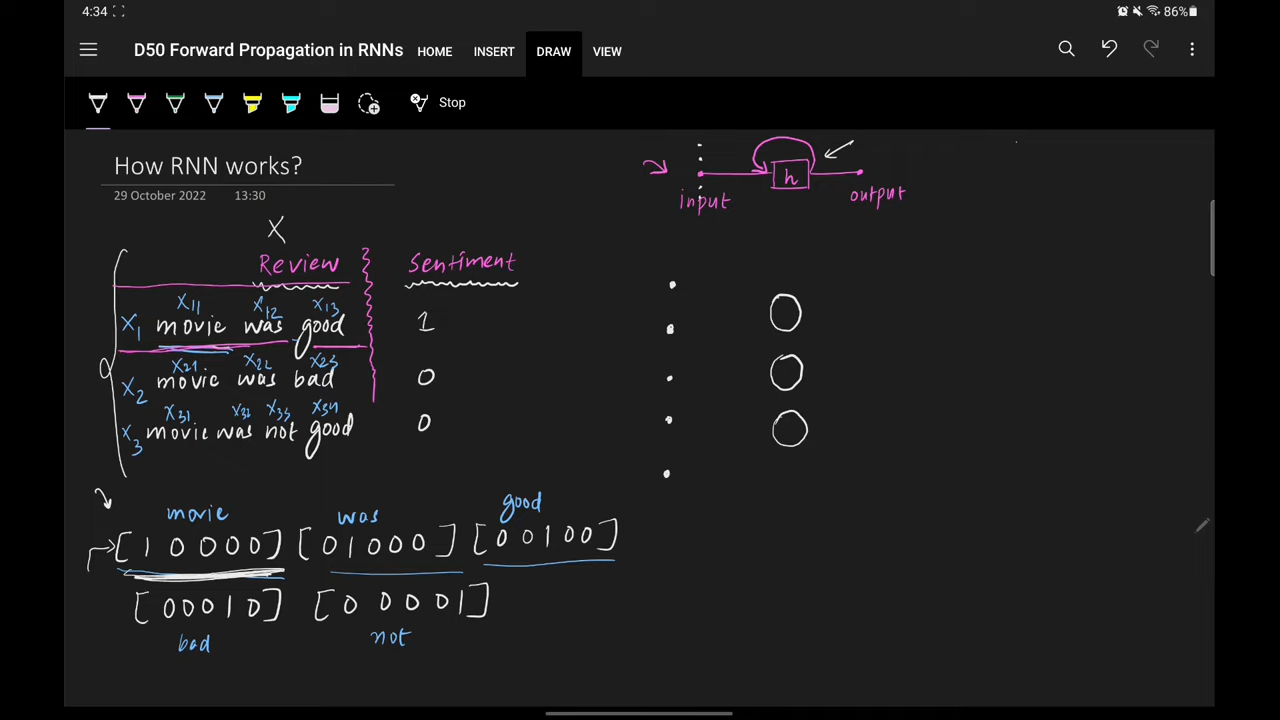 4:34
86%
D50 Forward Propagation in RNNs HOME INSERT DRAW VIEW
Stop
How RNN works?
29 October 2022 13:30
h
input
output
X
Review Sentiment
X11 X12 X13
X1 movie was good 1
X21 X22 X23
X2 movie was bad 0
X31 X32 X33 X34
X3 movie was not good 0
movie was good
[1 0 0 0 0] [0 1 0 0 0] [0 0 1 0 0]
[0 0 0 1 0] [0 0 0 0 1]
bad not